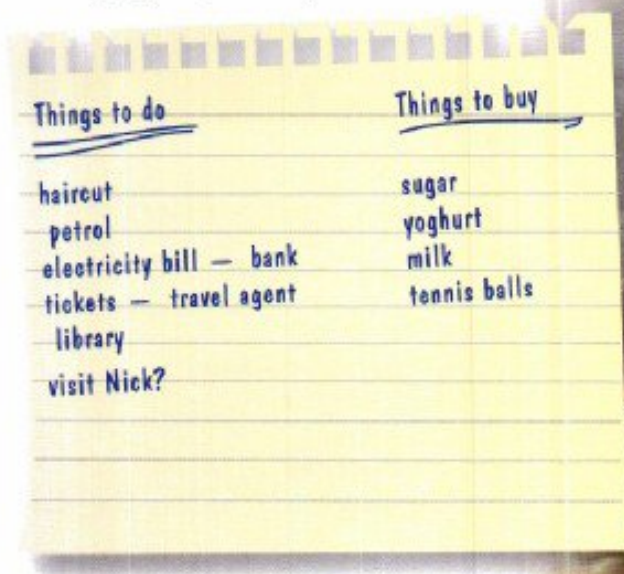 Things to do
haircut
petrol
electricity bill — bank
tickets — travel agent
library
visit Nick?
Things to buy
sugar
yoghurt
milk
tennis balls